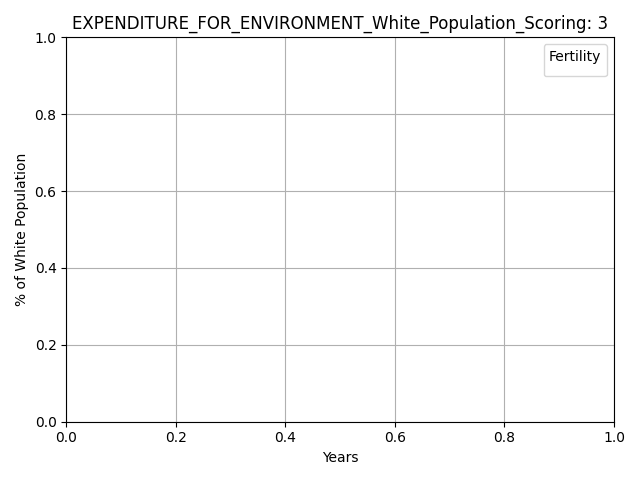 EXPENDITURE_FOR_ENVIRONMENT_White_Population_Scoring: 3
Fertility
% of White Population
1.0
0.8
0.6
0.4
0.2
0.0
0.0 0.2 0.4 0.6 0.8 1.0
Years